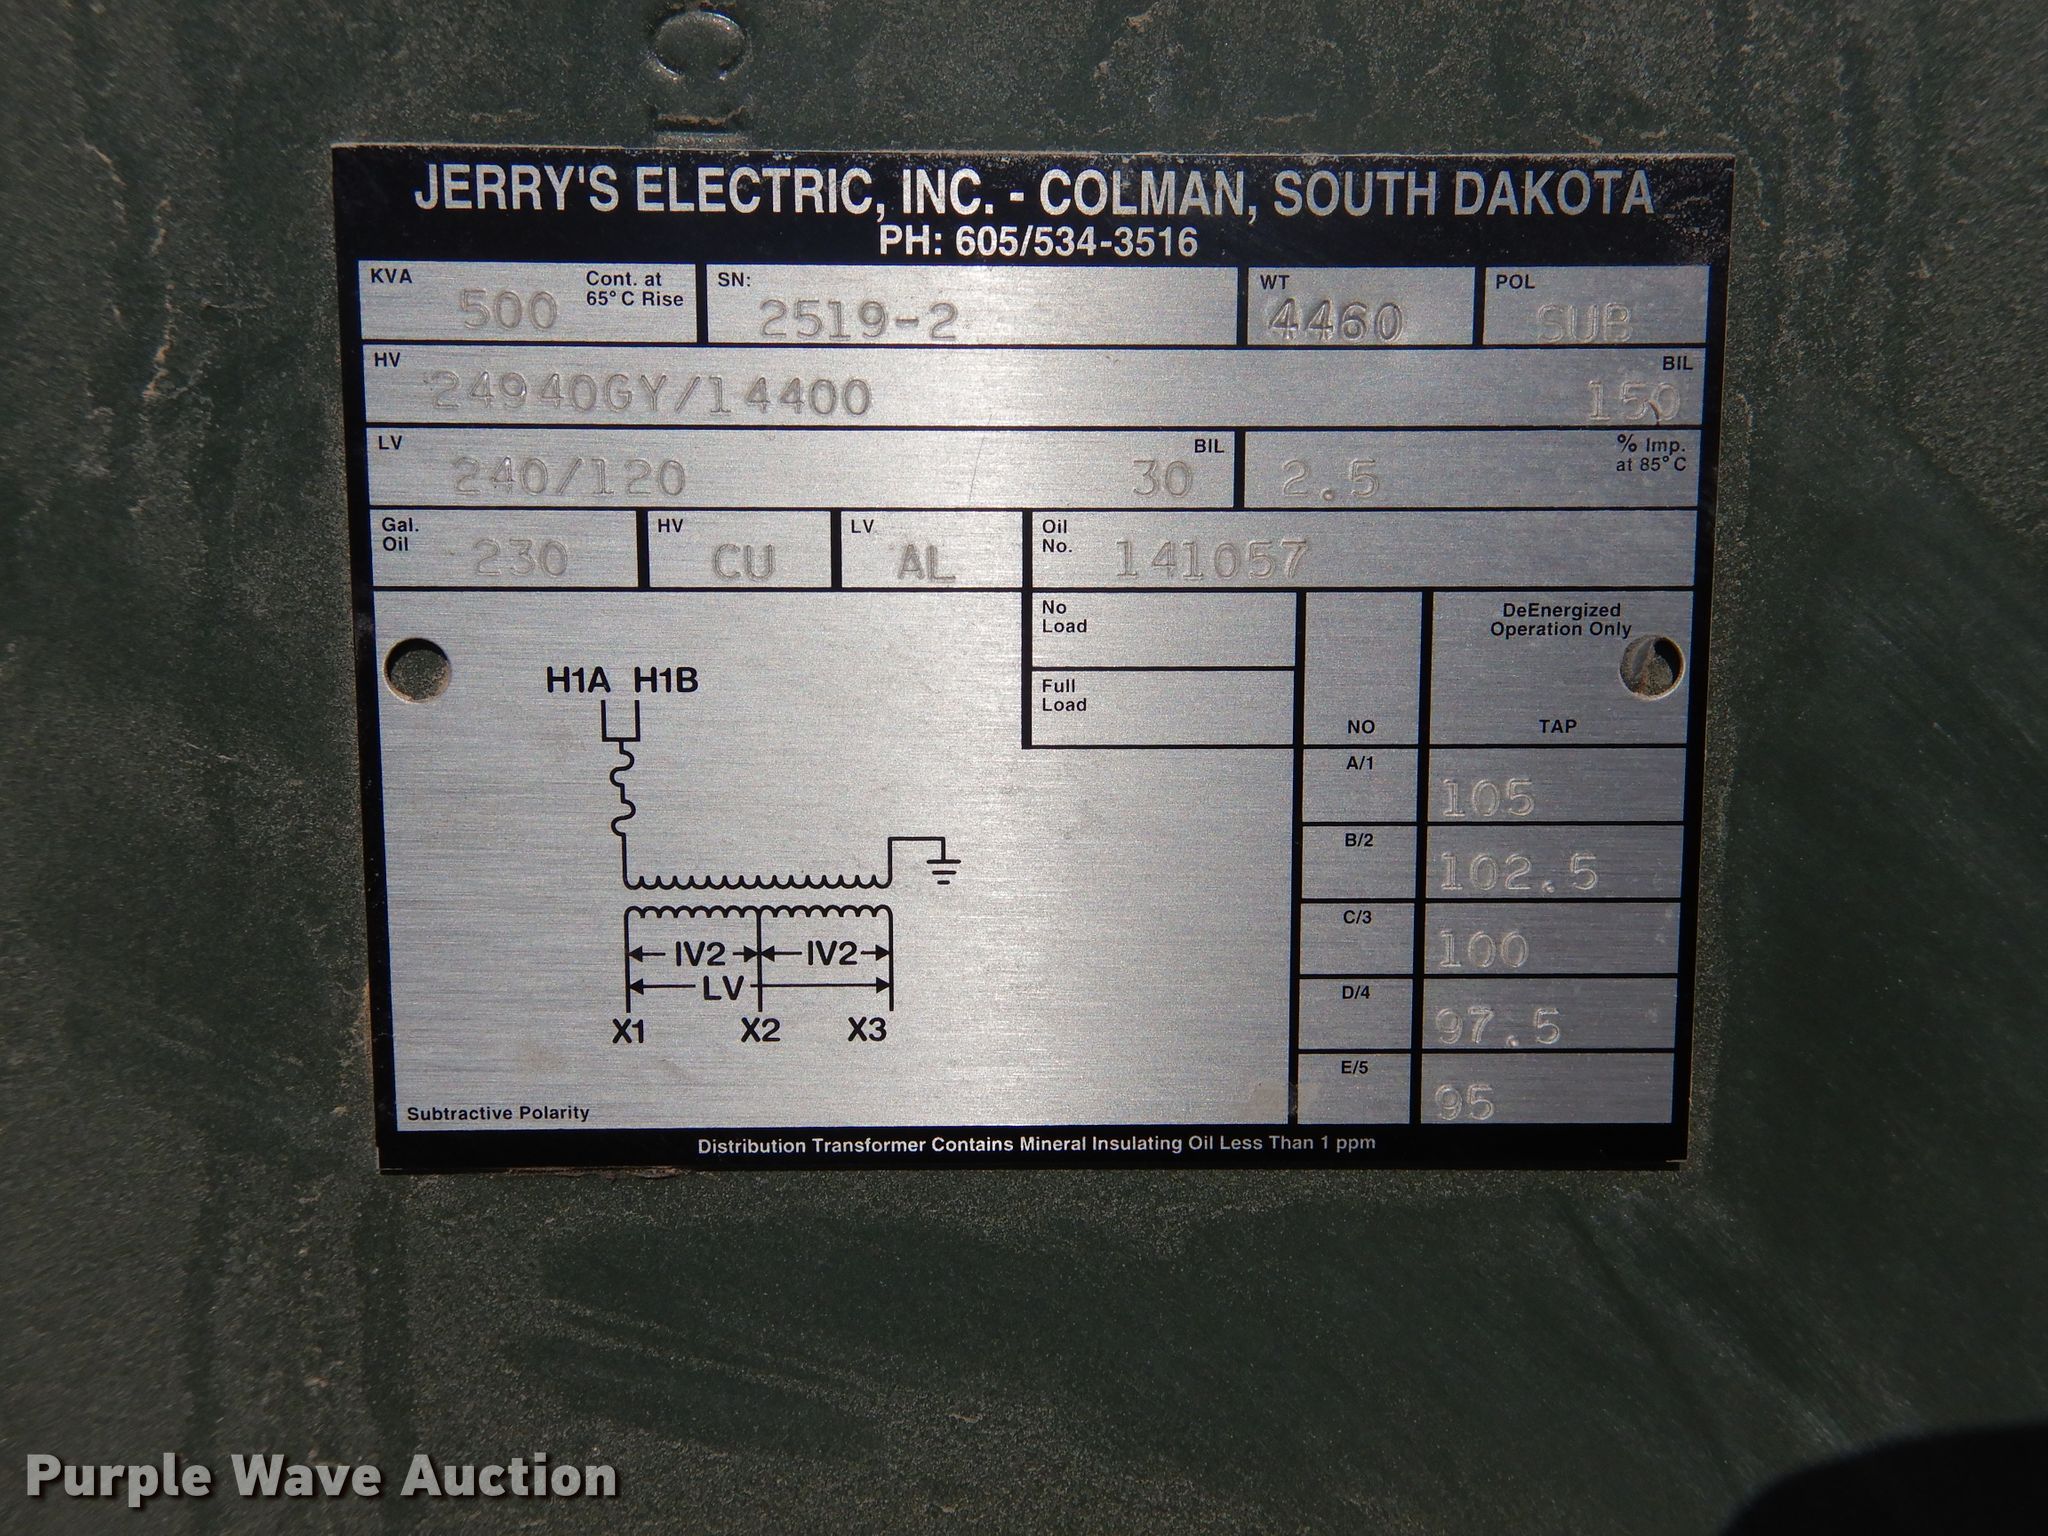 JERRY'S ELECTRIC, INC. - COLMAN, SOUTH DAKOTA
PH: 605/534-3516
KVA 500 Cont. at 65°C Rise
SN: 2519-2
WT 4460
POL SUB
HV 24940GY/14400 BIL 150
LV 240/120 BIL 30
2.5 % Imp. at 85°C
Gal. Oil 230
HV CU
LV AL
Oil No. 141057
No Load
Full Load
NO
DeEnergized Operation Only
TAP
A/1 105
B/2 102.5
C/3 100
D/4 97.5
E/5 95
H1A H1B
IV2 IV2
LV
X1 X2 X3
Subtractive Polarity
Distribution Transformer Contains Mineral Insulating Oil Less Than 1 ppm
Purple Wave Auction